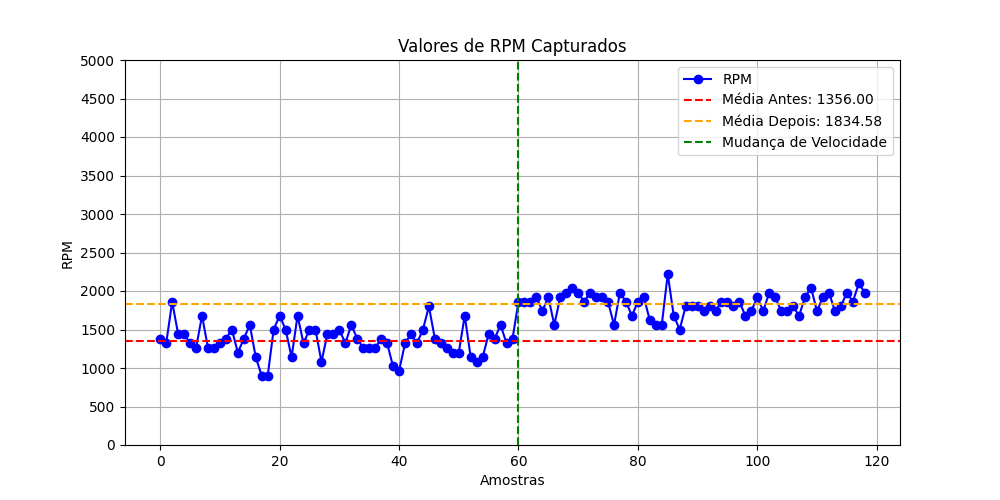 Valores de RPM Capturados
5000
4500
4000
3500
3000
2500
2000
1500
1000
500
0
RPM
RPM
Média Antes: 1356.00
Média Depois: 1834.58
Mudança de Velocidade
0 20 40 60 80 100 120
Amostras